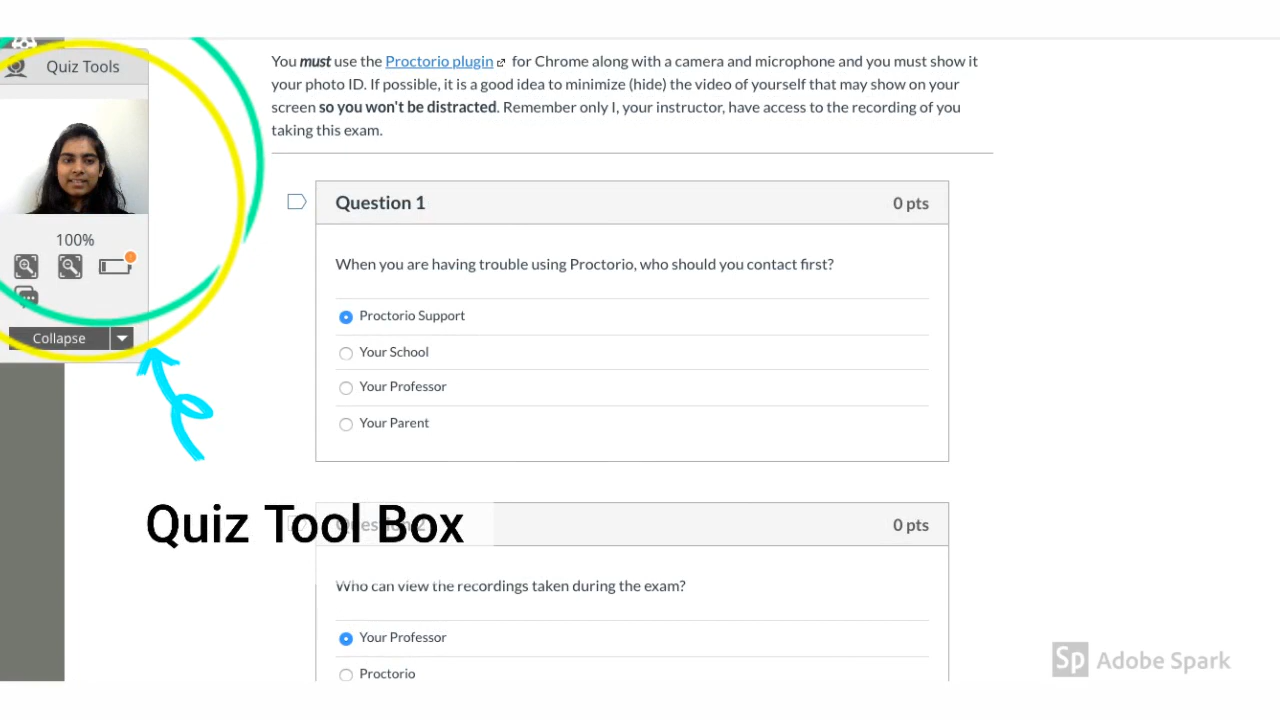 Quiz Tools
100%
Collapse
You must use the Proctorio plugin for Chrome along with a camera and microphone and you must show it
your photo ID. If possible, it is a good idea to minimize (hide) the video of yourself that may show on your
screen so you won't be distracted. Remember only I, your instructor, have access to the recording of you
taking this exam.
Question 1 0 pts
When you are having trouble using Proctorio, who should you contact first?
Proctorio Support
Your School
Your Professor
Your Parent
Quiz Tool Box
Question 2 0 pts
Who can view the recordings taken during the exam?
Your Professor
Proctorio
Sp Adobe Spark